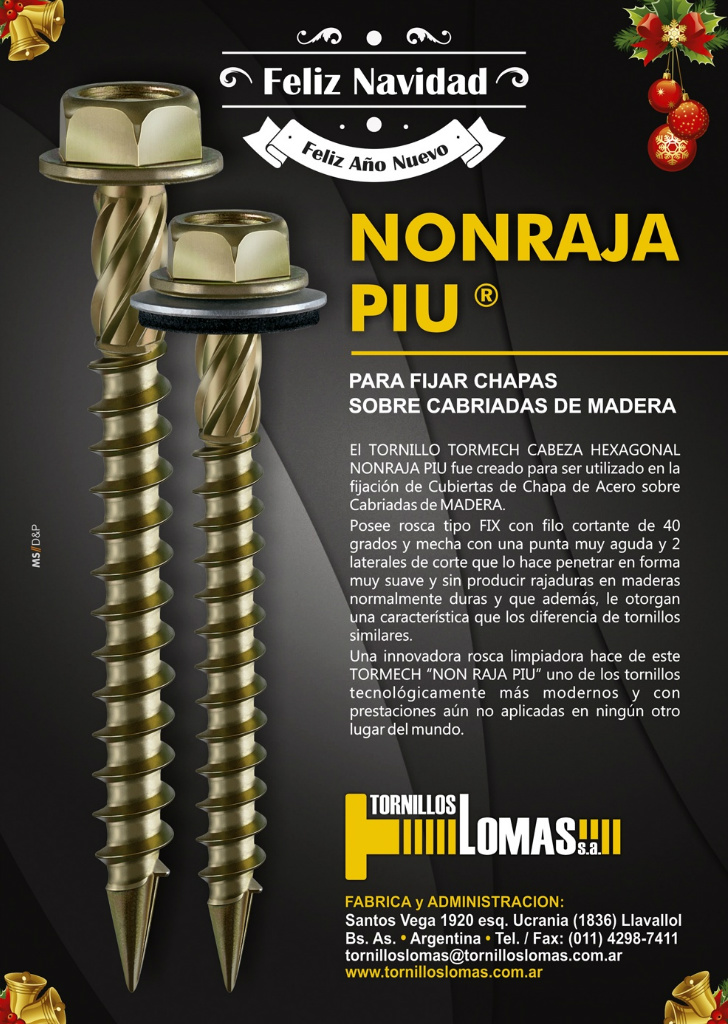 Feliz Navidad
Feliz Año Nuevo
NONRAJA
PIU ®
PARA FIJAR CHAPAS
SOBRE CABRIADAS DE MADERA
El TORNILLO TORMECH CABEZA HEXAGONAL
NONRAJA PIU fue creado para ser utilizado en la
fijación de Cubiertas de Chapa de Acero sobre
Cabriadas de MADERA.
Posee rosca tipo FIX con filo cortante de 40
grados y mecha con una punta muy aguda y 2
laterales de corte que lo hace penetrar en forma
muy suave y sin producir rajaduras en maderas
normalmente duras y que además, le otorgan
una característica que los diferencia de tornillos
similares.
Una innovadora rosca limpiadora hace de este
TORMECH “NON RAJA PIU“ uno de los tornillos
tecnológicamente más modernos y con
prestaciones aún no aplicadas en ningún otro
lugar del mundo.
MS//D&P
TORNILLOS
LOMAS s.a.
FABRICA y ADMINISTRACION:
Santos Vega 1920 esq. Ucrania (1836) Llavallol
Bs. As. • Argentina • Tel. / Fax: (011) 4298-7411
tornilloslomas@tornilloslomas.com.ar
www.tornilloslomas.com.ar